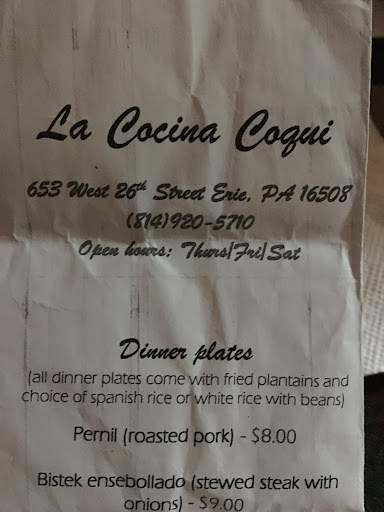 La Cocina Coqui
653 West 26th Street Erie, PA 16508
(814)920-5710
Open hours: Thurs/Fri/Sat
Dinner plates
(all dinner plates come with fried plantains and
choice of spanish rice or white rice with beans)
Pernil (roasted pork) - $8.00
Bistek ensebollado (stewed steak with
onions) - $9.00